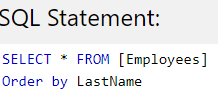 SQL Statement:
SELECT * FROM [Employees]
Order by LastName